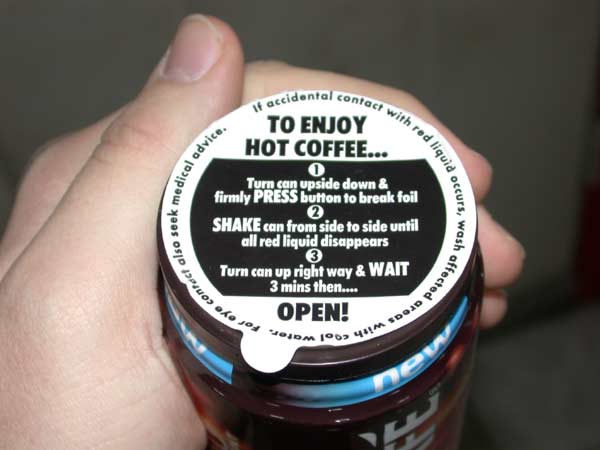 If accidental contact with red liquid occurs, wash affected areas with cool water. For eye contact also seek medical advice.
TO ENJOY
HOT COFFEE...
1
Turn can upside down &
firmly PRESS button to break foil
2
SHAKE can from side to side until
all red liquid disappears
3
Turn can up right way & WAIT
3 mins then....
OPEN!
new